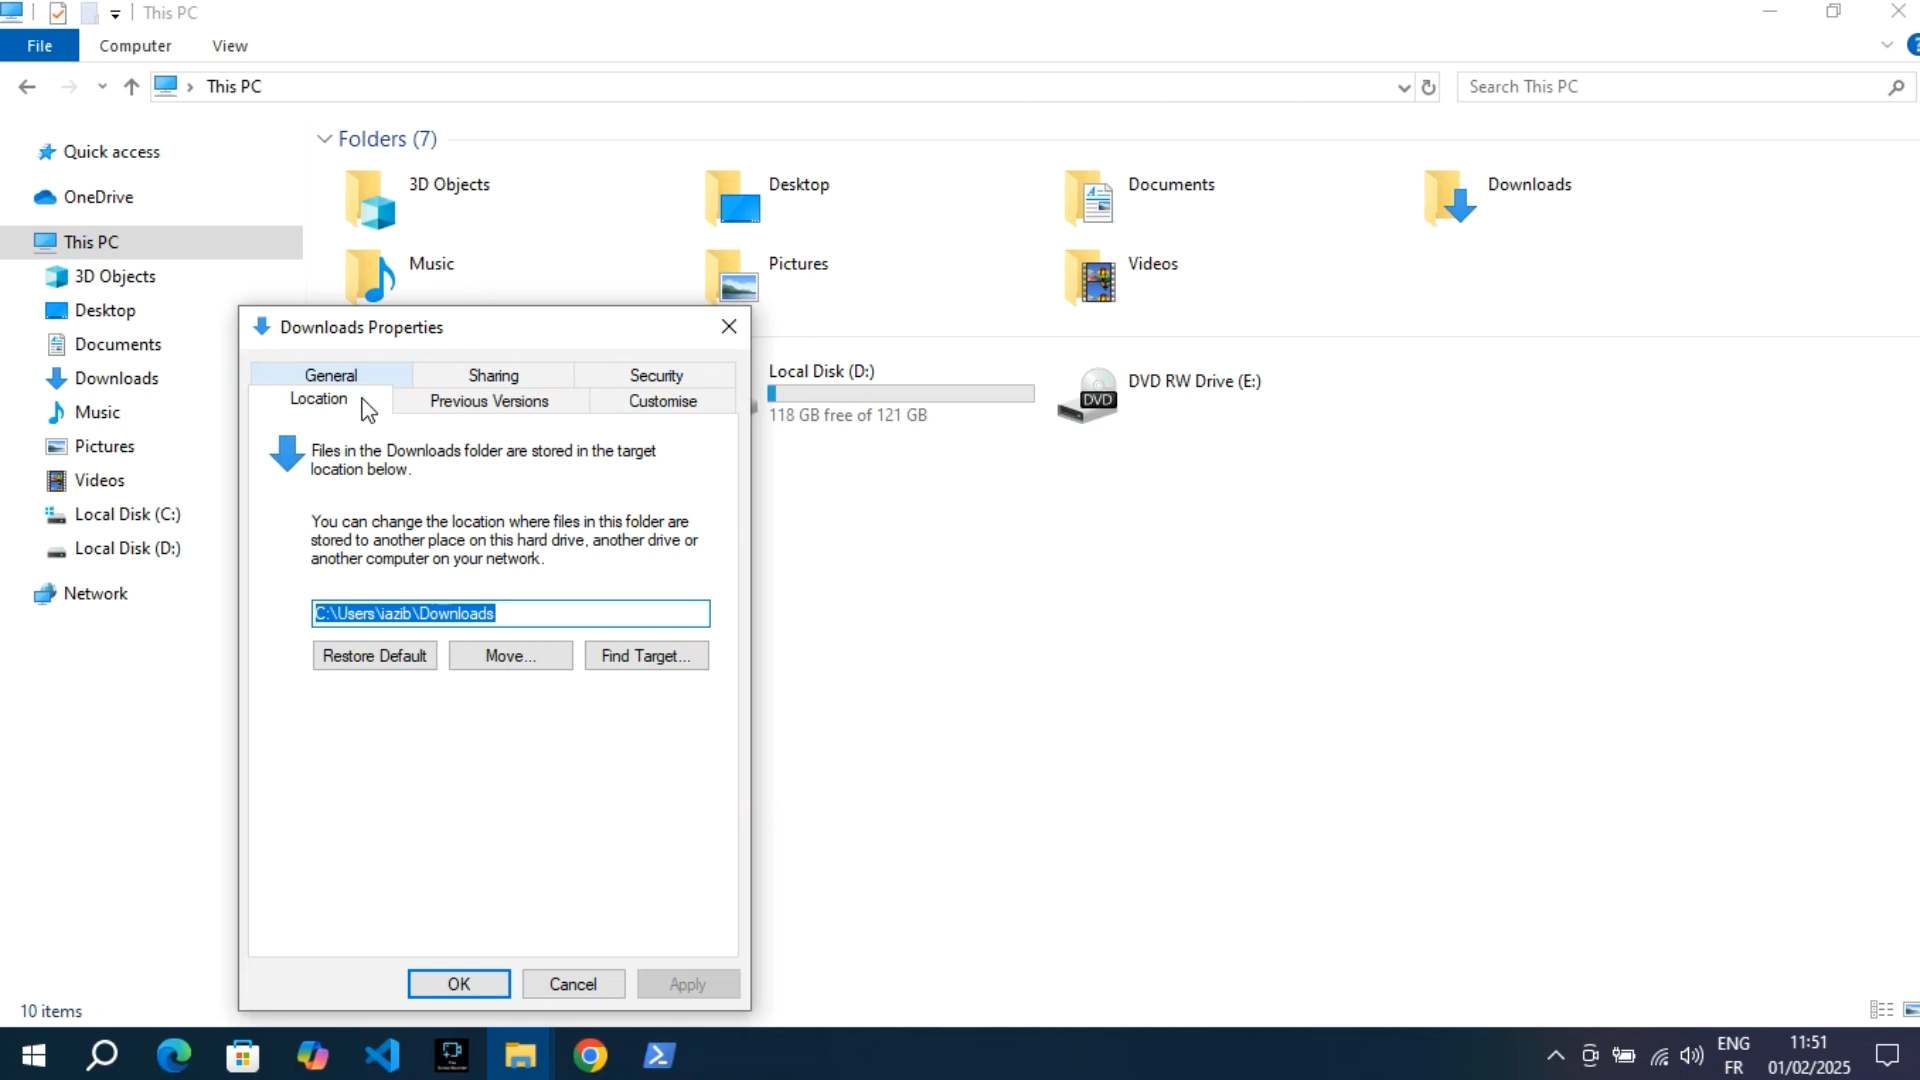 This PC
File
Computer
View
This PC
Search This PC
Quick access
OneDrive
This PC
3D Objects
Desktop
Documents
Downloads
Music
Pictures
Videos
Local Disk (C:)
Local Disk (D:)
Network
Folders (7)
3D Objects
Desktop
Documents
Downloads
Music
Pictures
Videos
Local Disk (D:)
118 GB free of 121 GB
DVD
DVD RW Drive (E:)
Downloads Properties
General
Sharing
Security
Location
Previous Versions
Customise
Files in the Downloads folder are stored in the target
location below.
You can change the location where files in this folder are
stored to another place on this hard drive, another drive or
another computer on your network.
C:\Users\iazib\Downloads
Restore Default
Move...
Find Target...
OK
Cancel
Apply
10 items
ENG
FR
11:51
01/02/2025